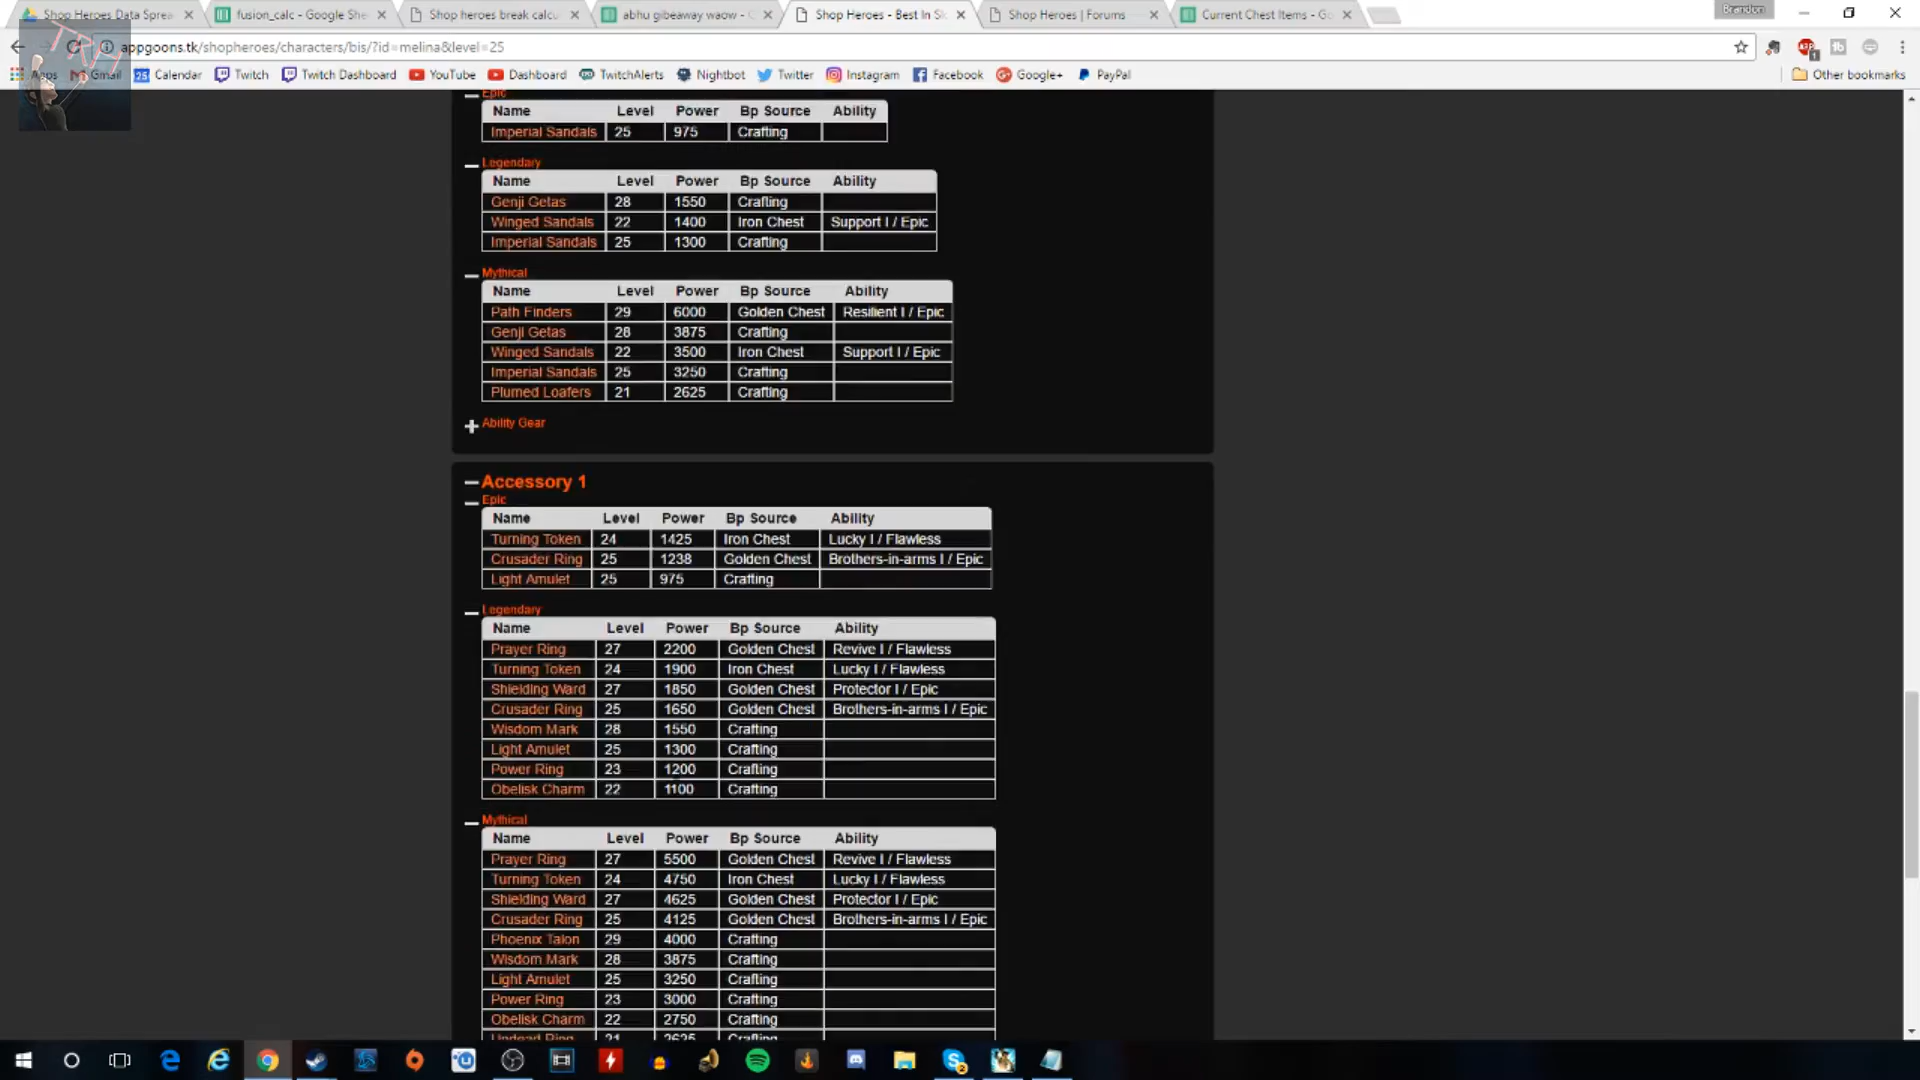 Shop Heroes Data Sprea
fusion_calc - Google She
Shop heroes break calcu
abhu gibeaway waow -
Shop Heroes - Best In Sl
Shop Heroes | Forums
Current Chest Items - Go
Brandon
appgoons.tk/shopheroes/characters/bis/?id=melina&level=25
Apps Gmail Calendar Twitch Twitch Dashboard YouTube Dashboard TwitchAlerts Nightbot Twitter Instagram Facebook Google+ PayPal Other bookmarks
Epic
Name Level Power Bp Source Ability
Imperial Sandals 25 975 Crafting
Legendary
Name Level Power Bp Source Ability
Genji Getas 28 1550 Crafting
Winged Sandals 22 1400 Iron Chest Support I / Epic
Imperial Sandals 25 1300 Crafting
Mythical
Name Level Power Bp Source Ability
Path Finders 29 6000 Golden Chest Resilient I / Epic
Genji Getas 28 3875 Crafting
Winged Sandals 22 3500 Iron Chest Support I / Epic
Imperial Sandals 25 3250 Crafting
Plumed Loafers 21 2625 Crafting
Ability Gear
Accessory 1
Epic
Name Level Power Bp Source Ability
Turning Token 24 1425 Iron Chest Lucky I / Flawless
Crusader Ring 25 1238 Golden Chest Brothers-in-arms I / Epic
Light Amulet 25 975 Crafting
Legendary
Name Level Power Bp Source Ability
Prayer Ring 27 2200 Golden Chest Revive I / Flawless
Turning Token 24 1900 Iron Chest Lucky I / Flawless
Shielding Ward 27 1850 Golden Chest Protector I / Epic
Crusader Ring 25 1650 Golden Chest Brothers-in-arms I / Epic
Wisdom Mark 28 1550 Crafting
Light Amulet 25 1300 Crafting
Power Ring 23 1200 Crafting
Obelisk Charm 22 1100 Crafting
Mythical
Name Level Power Bp Source Ability
Prayer Ring 27 5500 Golden Chest Revive I / Flawless
Turning Token 24 4750 Iron Chest Lucky I / Flawless
Shielding Ward 27 4625 Golden Chest Protector I / Epic
Crusader Ring 25 4125 Golden Chest Brothers-in-arms I / Epic
Phoenix Talon 29 4000 Crafting
Wisdom Mark 28 3875 Crafting
Light Amulet 25 3250 Crafting
Power Ring 23 3000 Crafting
Obelisk Charm 22 2750 Crafting
Undead Ring 21 2625 Crafting